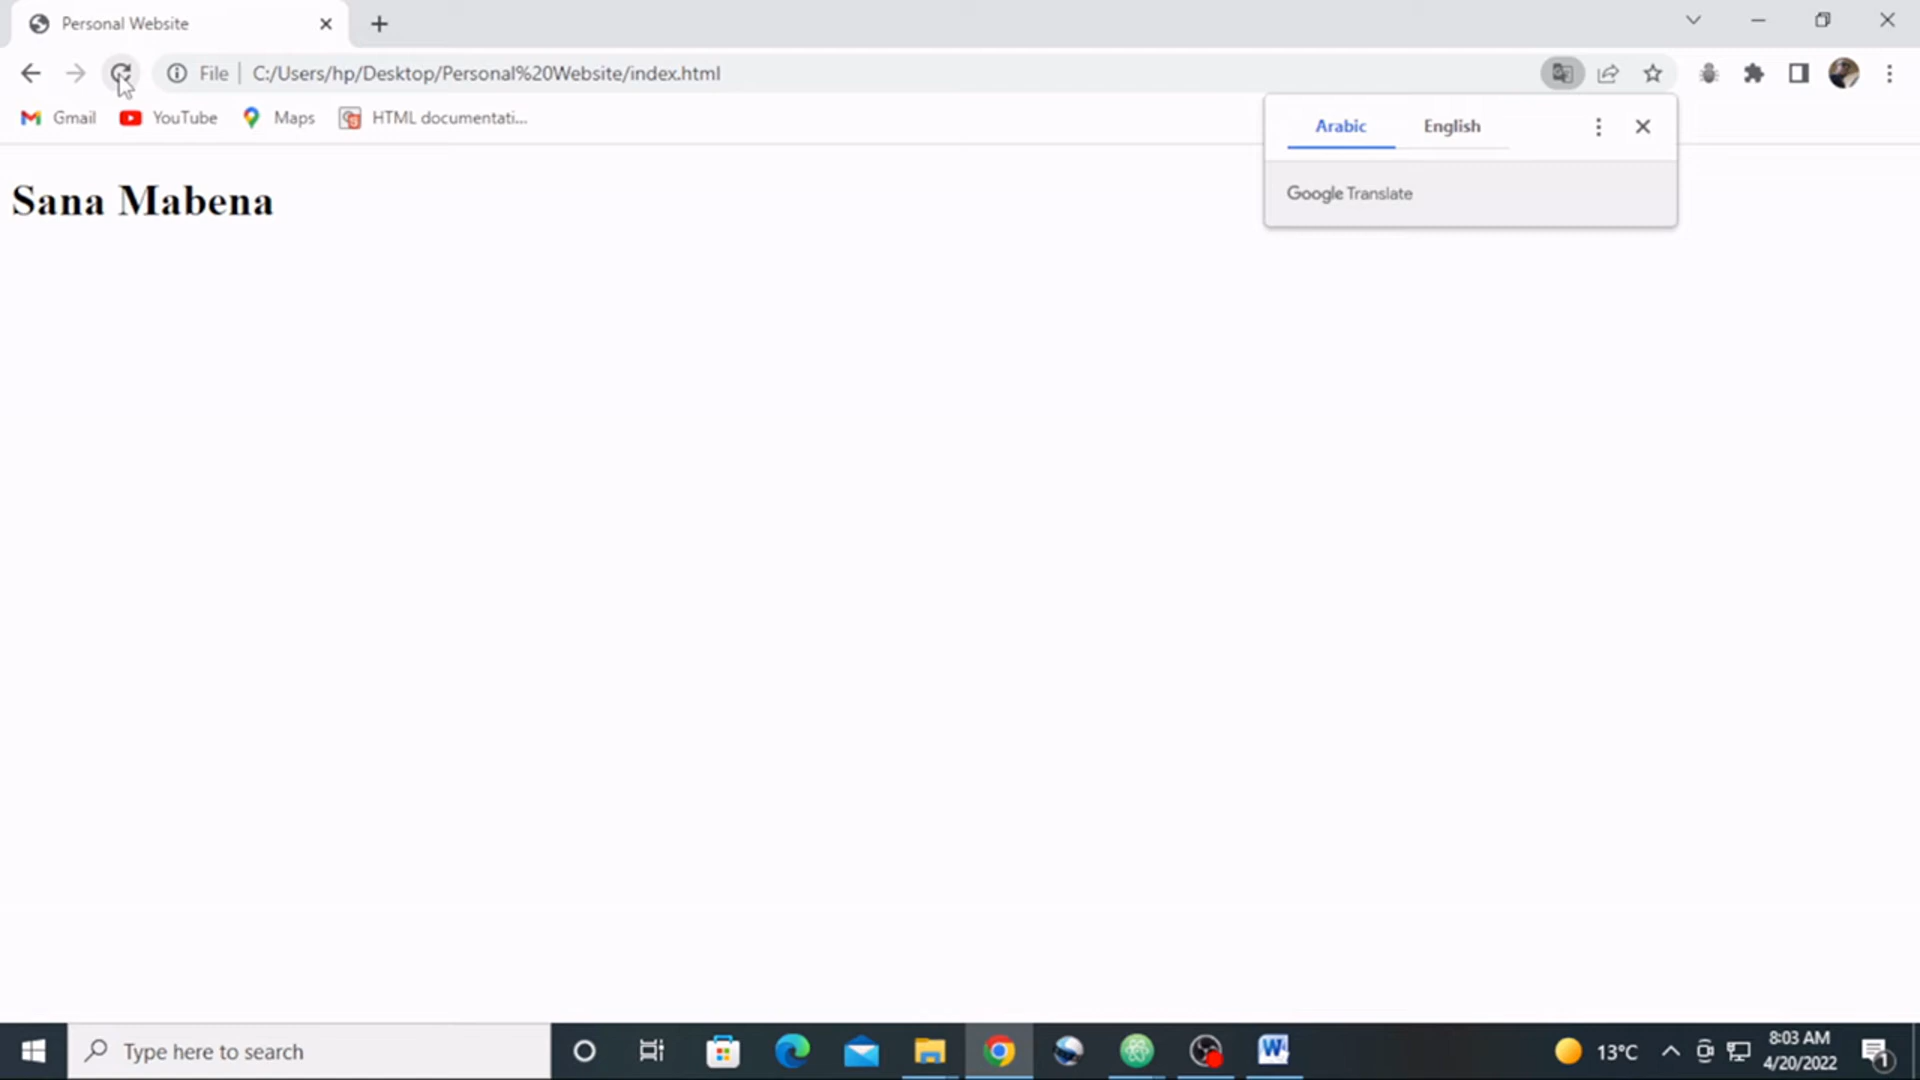 Personal Website
File C:/Users/hp/Desktop/Personal%20Website/index.html
Gmail YouTube Maps HTML documentati...
Arabic English
Google Translate
Sana Mabena
Type here to search
13°C
8:03 AM
4/20/2022
1